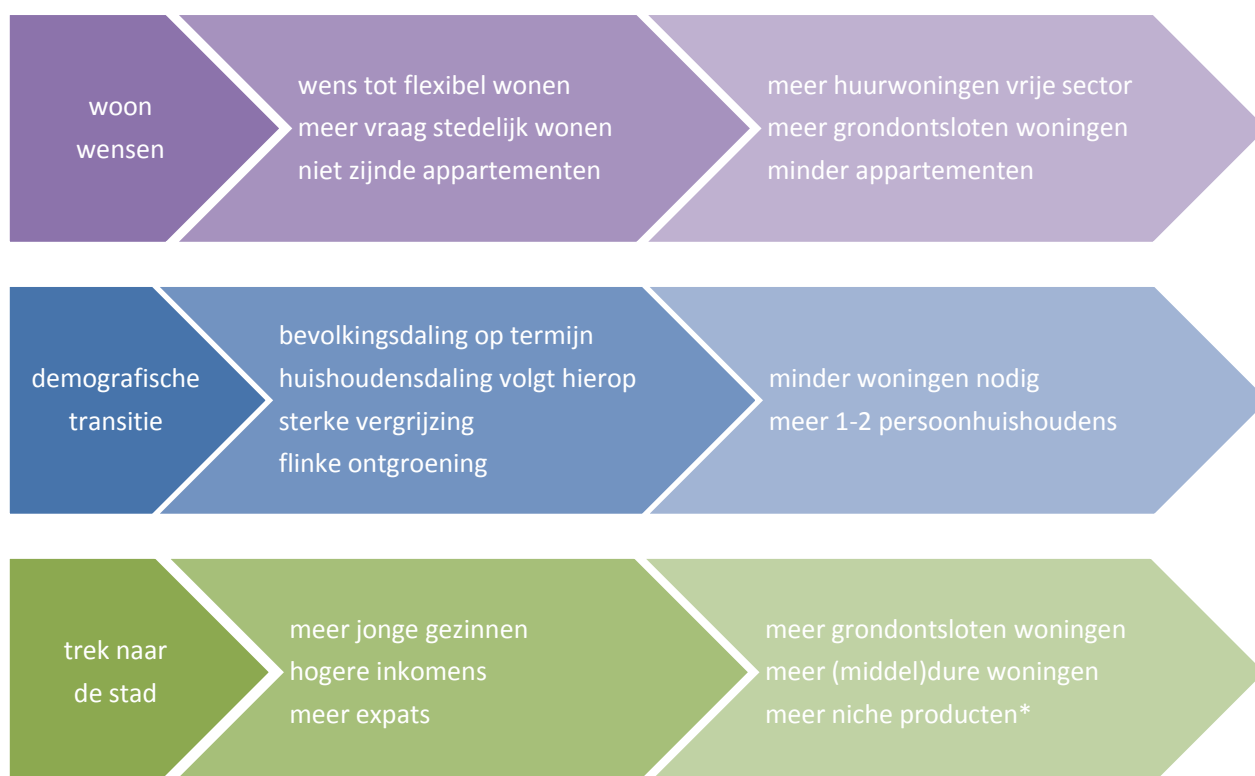 woon
wensen
wens tot flexibel wonen
meer vraag stedelijk wonen
niet zijnde appartementen
meer huurwoningen vrije sector
meer grondontsloten woningen
minder appartementen
demografische
transitie
bevolkingsdaling op termijn
huishoudensdaling volgt hierop
sterke vergrijzing
flinke ontgroening
minder woningen nodig
meer 1-2 persoonhuishoudens
trek naar
de stad
meer jonge gezinnen
hogere inkomens
meer expats
meer grondontsloten woningen
meer (middel)dure woningen
meer niche producten*